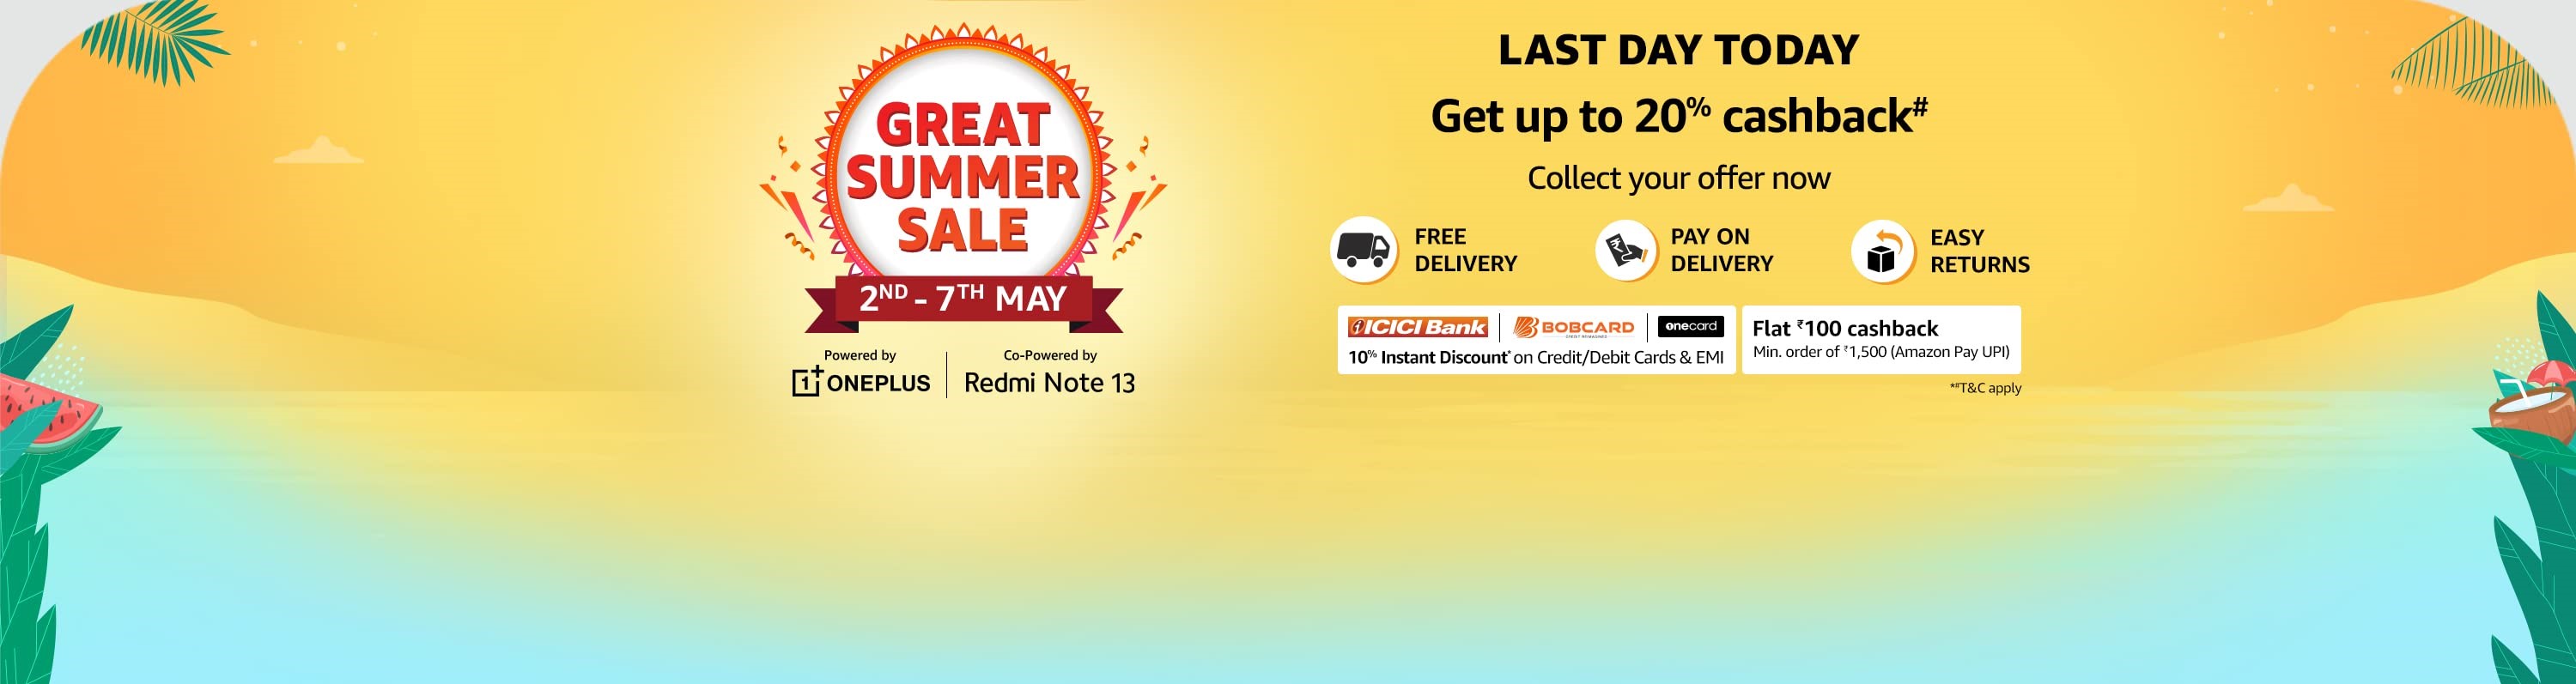 GREAT
SUMMER
SALE
2ND - 7TH MAY
Powered by
1+ ONEPLUS
Co-Powered by
Redmi Note 13
LAST DAY TODAY
Get up to 20% cashback#
Collect your offer now
FREE
DELIVERY
PAY ON
DELIVERY
EASY
RETURNS
ICICI Bank
BOBCARD
CREDIT REIMAGINED
onecard
10% Instant Discount* on Credit/Debit Cards & EMI
Flat ₹100 cashback
Min. order of ₹1,500 (Amazon Pay UPI)
*#T&C apply